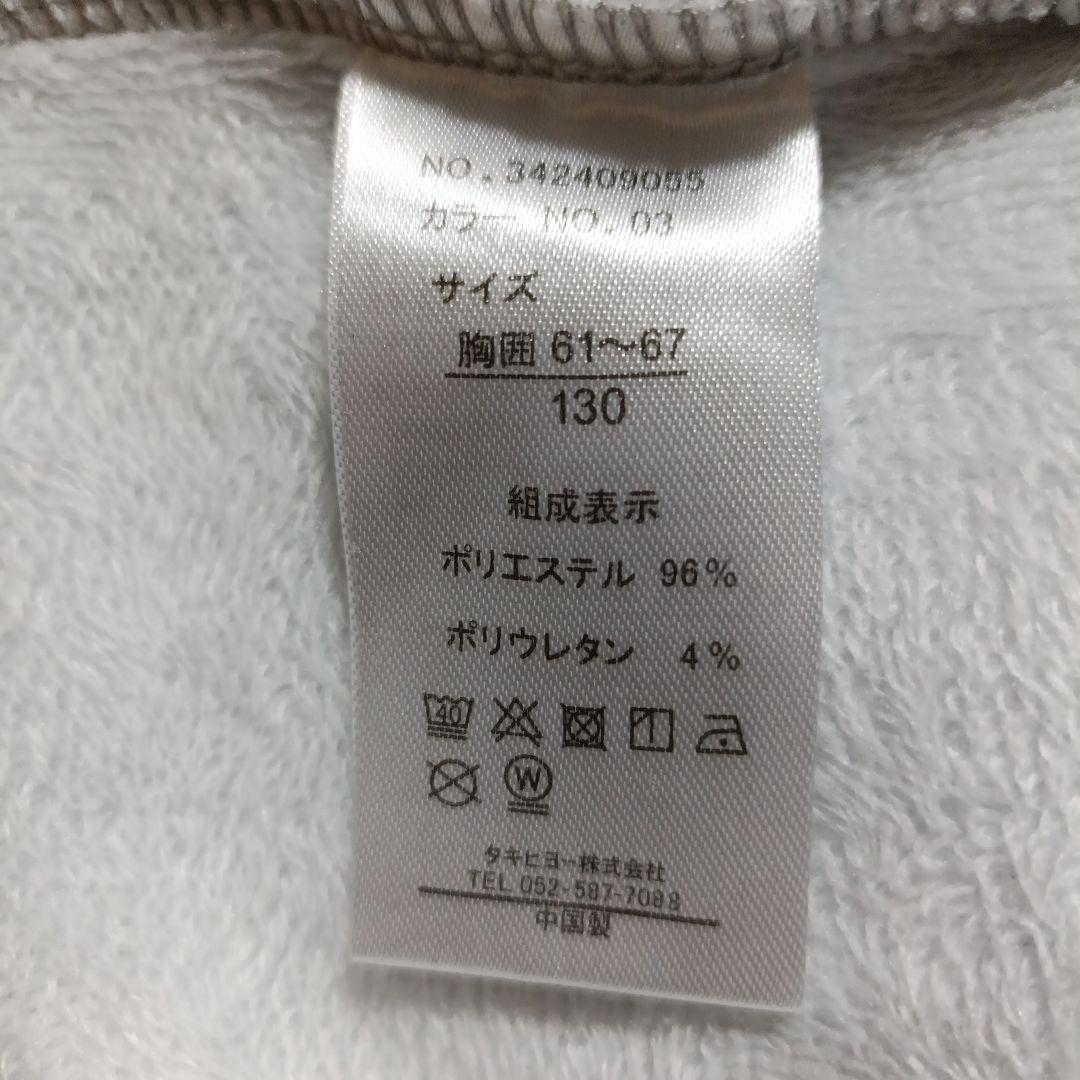 NO.342409055
カラー NO.03
サイズ
胸囲 61～67
130
組成表示
ポリエステル 96%
ポリウレタン 4%
40
W
タキヒヨー株式会社
TEL 052-587-7088
中国製